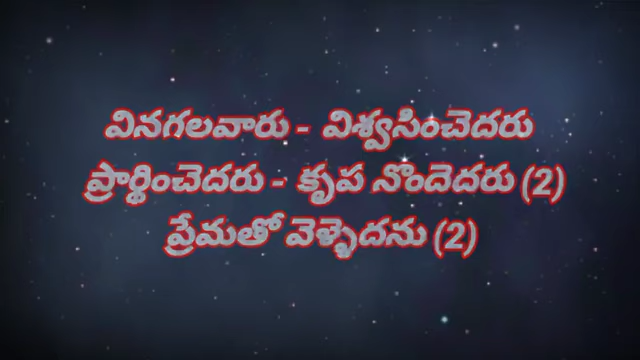 వినగలవారు - విశ్వసించెదరు
ప్రార్థించెదరు - కృప నొందెదరు (2)
ప్రేమతో వెళ్ళెదను (2)